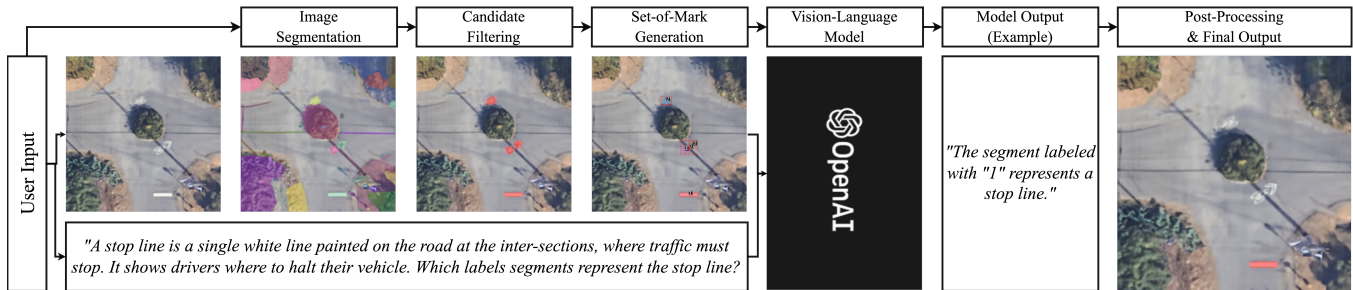 Image
Segmentation
Candidate
Filtering
Set-of-Mark
Generation
Vision-Language
Model
Model Output
(Example)
Post-Processing
& Final Output
User Input
OpenAI
"The segment labeled
with "1" represents a
stop line."
"A stop line is a single white line painted on the road at the inter-sections, where traffic must
stop. It shows drivers where to halt their vehicle. Which labels segments represent the stop line?